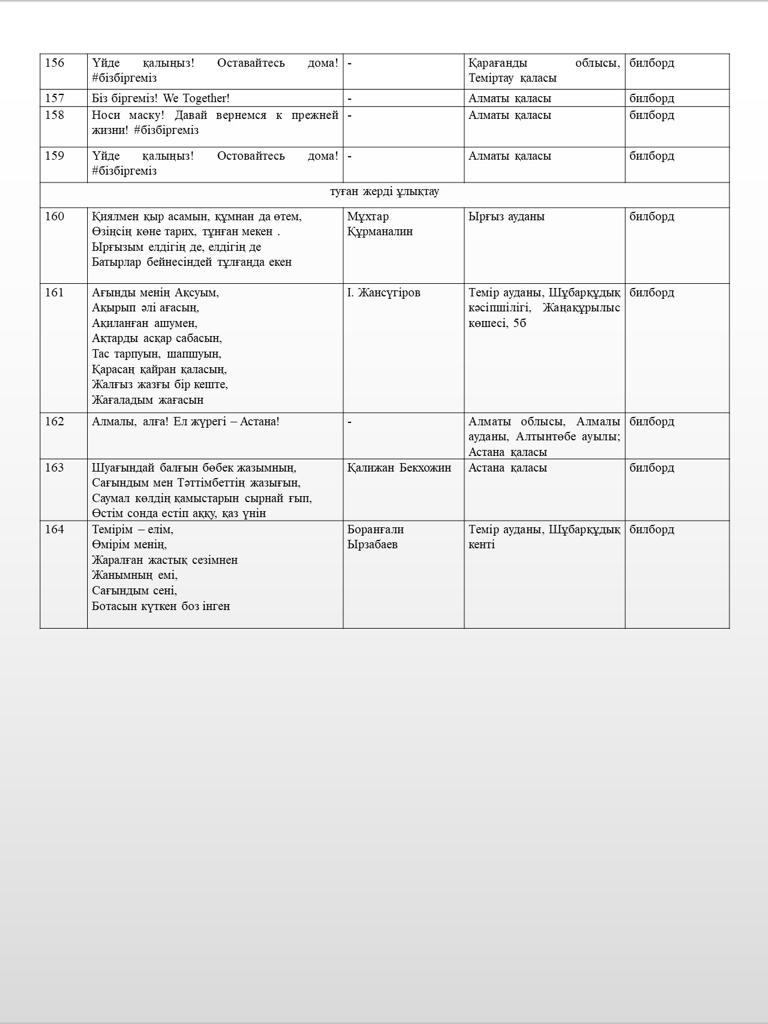 156 Үйде қалыңыз! Оставайтесь дома! - Қарағанды облысы, билборд
#бізбіргеміз Теміртау қаласы
157 Біз біргеміз! We Together! - Алматы қаласы билборд
158 Носи маску! Давай вернемся к прежней - Алматы қаласы билборд
жизни! #бізбіргеміз
159 Үйде қалыңыз! Остовайтесь дома! - Алматы қаласы билборд
#бізбіргеміз
туған жерді ұлықтау
160 Қиялмен қыр асамын, құмнан да өтем, Мұхтар Ырғыз ауданы билборд
Өзіңсің көне тарих, тұнған мекен . Құрманалин
Ырғызым елдігің де, елдігің де
Батырлар бейнесіндей тұлғаңда екен
161 Ағынды менің Ақсуым, І. Жансүгіров Темір ауданы, Шұбарқұдық билборд
Ақырып әлі ағасың, кәсіпшілігі, Жаңақұрылыс
Ақиланған ашумен, көшесі, 5б
Ақтарды асқар сабасын,
Тас тарпуын, шапшуын,
Қарасаң қайран қаласың,
Жалғыз жазғы бір кеште,
Жағаладым жағасын
162 Алмалы, алға! Ел жүрегі – Астана! - Алматы облысы, Алмалы билборд
ауданы, Алтынтөбе ауылы;
Астана қаласы
163 Шуағындай балғын бөбек жазымның, Қалижан Бекхожин Астана қаласы билборд
Сағындым мен Тәттімбеттің жазығын,
Саумал көлдің қамыстарын сырнай ғып,
Өстім сонда естіп аққу, қаз үнін
164 Темірім – елім, Боранғали Темір ауданы, Шұбарқұдық билборд
Өмірім менің, Ырзабаев кенті
Жаралған жастық сезімнен
Жанымның емі,
Сағындым сені,
Ботасын күткен боз інген